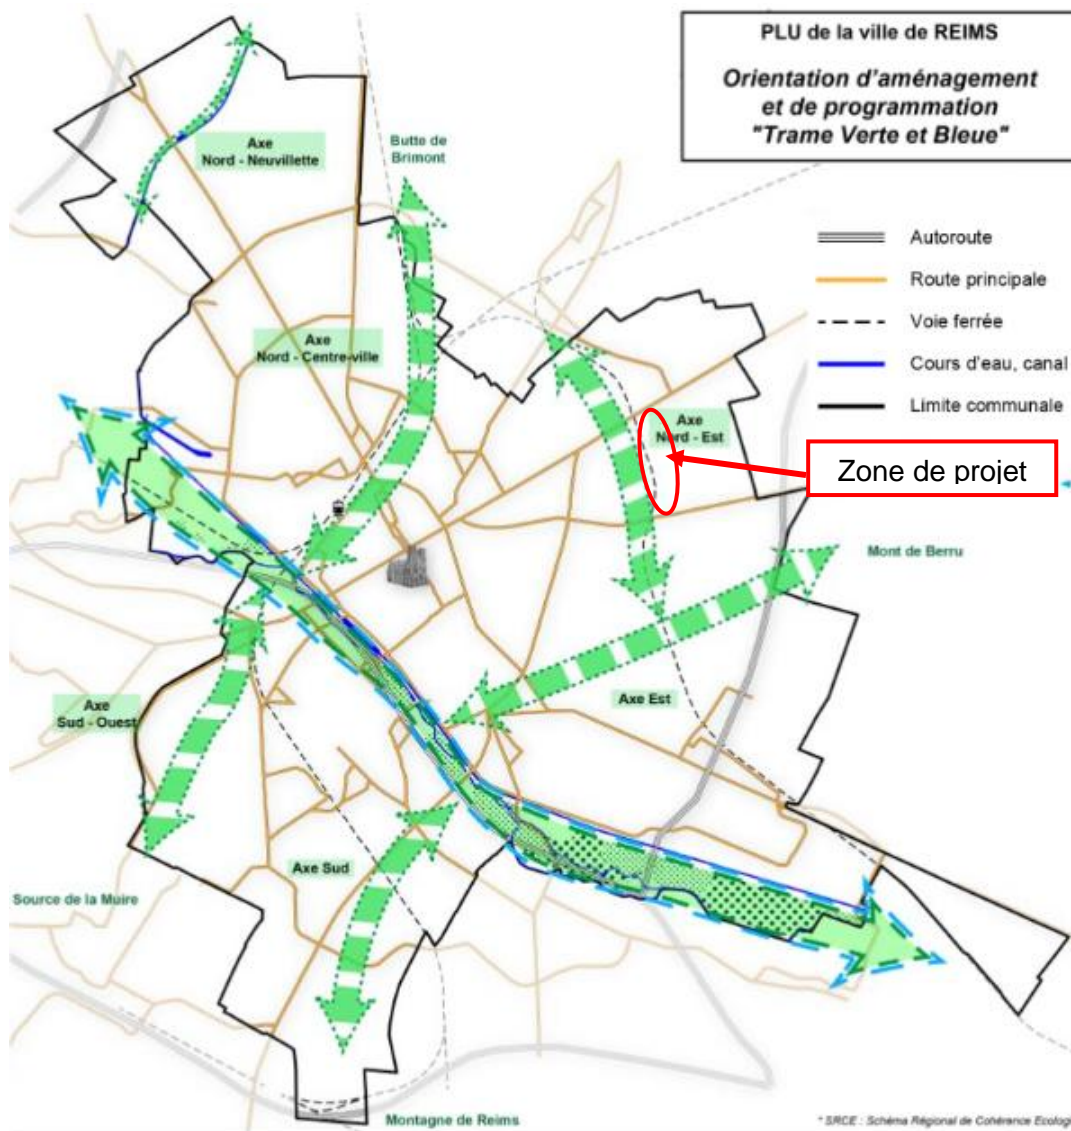 PLU de la ville de REIMS
Orientation d'aménagement
et de programmation
"Trame Verte et Bleue"
Axe
Nord - Neuvillette
Butte de
Brimont
Autoroute
Route principale
Voie ferrée
Cours d'eau, canal
Limite communale
Axe
Nord - Centre-ville
Axe
Nord - Est
Zone de projet
Mont de Berru
Axe
Sud - Ouest
Axe Est
Axe Sud
Source de la Muire
Montagne de Reims
* SRCE : Schéma Régional de Cohérence Ecologi